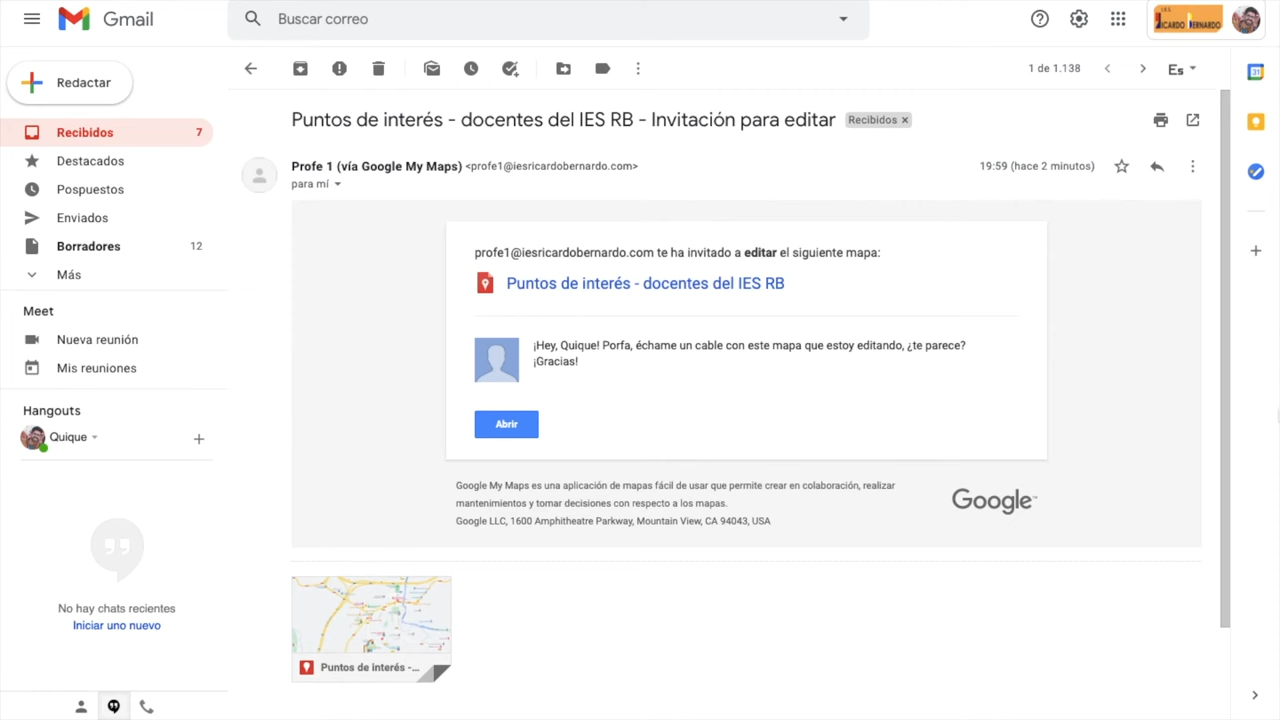 Gmail
Buscar correo
I.E.S.
RICARDO BERNARDO
Redactar
1 de 1.138
Es
31
Recibidos 7
Destacados
Pospuestos
Enviados
Borradores 12
Más
Meet
Nueva reunión
Mis reuniones
Hangouts
Quique
No hay chats recientes
Iniciar uno nuevo
Puntos de interés - docentes del IES RB - Invitación para editar Recibidos
Profe 1 (vía Google My Maps) <profe1@iesricardobernardo.com> 19:59 (hace 2 minutos)
para mí
profe1@iesricardobernardo.com te ha invitado a editar el siguiente mapa:
Puntos de interés - docentes del IES RB
¡Hey, Quique! Porfa, échame un cable con este mapa que estoy editando, ¿te parece?
¡Gracias!
Abrir
Google My Maps es una aplicación de mapas fácil de usar que permite crear en colaboración, realizar
mantenimientos y tomar decisiones con respecto a los mapas.
Google LLC, 1600 Amphitheatre Parkway, Mountain View, CA 94043, USA
Google™
Puntos de interés -...